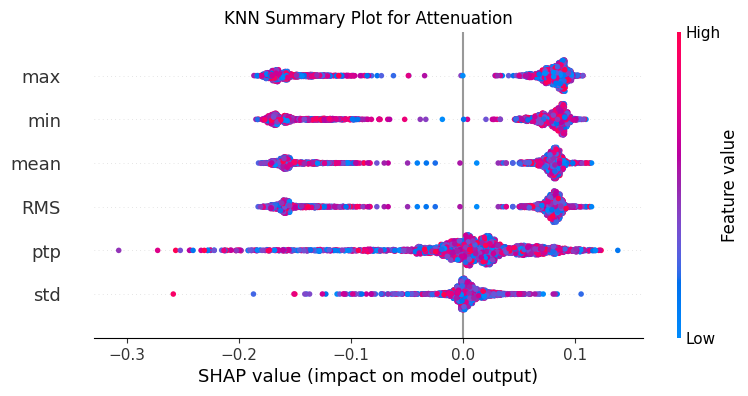 KNN Summary Plot for Attenuation
High
max
min
mean
RMS
ptp
std
Feature value
Low
−0.3 −0.2 −0.1 0.0 0.1
SHAP value (impact on model output)